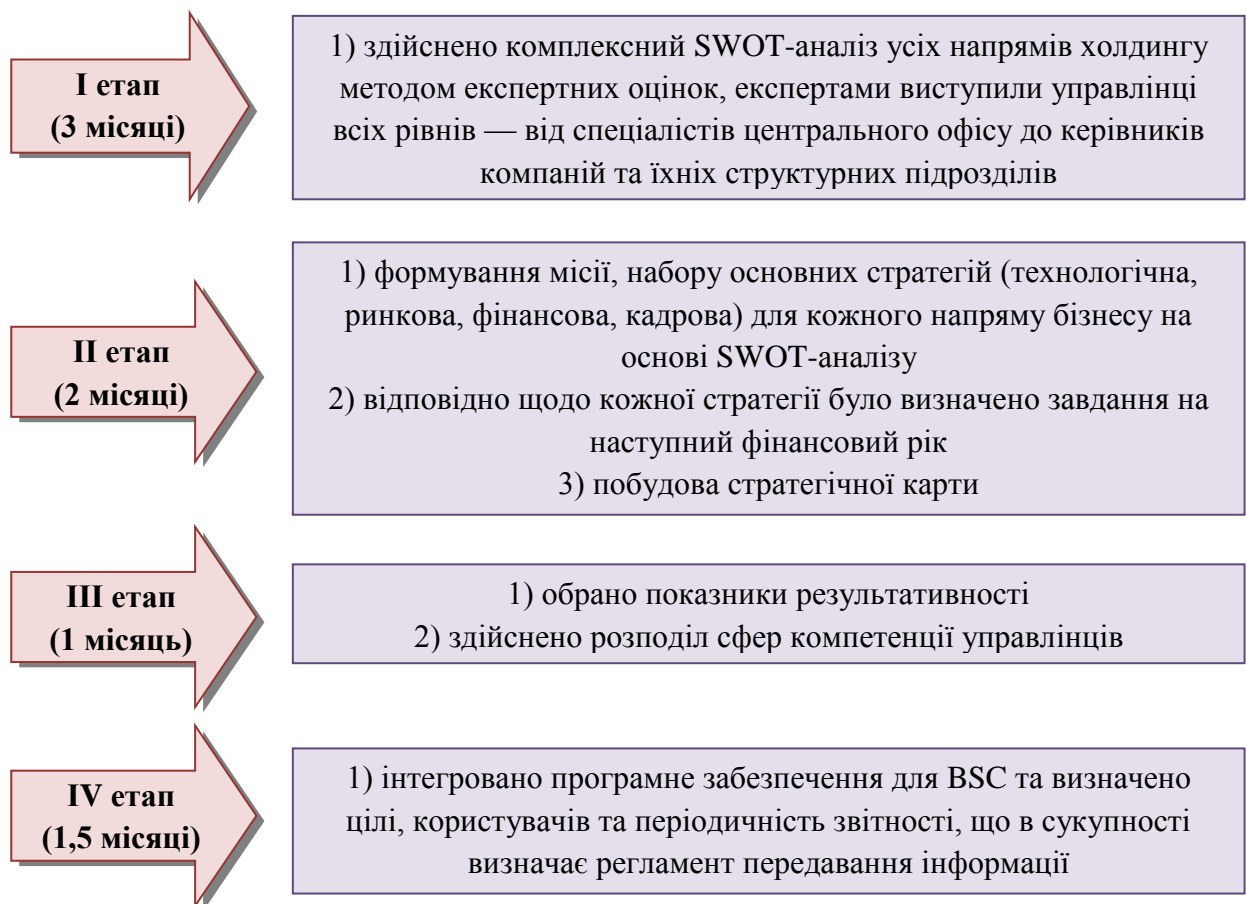 І етап
(3 місяці)
1) здійснено комплексний SWOT-аналіз усіх напрямів холдингу
методом експертних оцінок, експертами виступили управлінці
всіх рівнів — від спеціалістів центрального офісу до керівників
компаній та їхніх структурних підрозділів
ІІ етап
(2 місяці)
1) формування місії, набору основних стратегій (технологічна,
ринкова, фінансова, кадрова) для кожного напряму бізнесу на
основі SWOT-аналізу
2) відповідно щодо кожної стратегії було визначено завдання на
наступний фінансовий рік
3) побудова стратегічної карти
ІІІ етап
(1 місяць)
1) обрано показники результативності
2) здійснено розподіл сфер компетенції управлінців
IV етап
(1,5 місяці)
1) інтегровано програмне забезпечення для BSC та визначено
цілі, користувачів та періодичність звітності, що в сукупності
визначає регламент передавання інформації